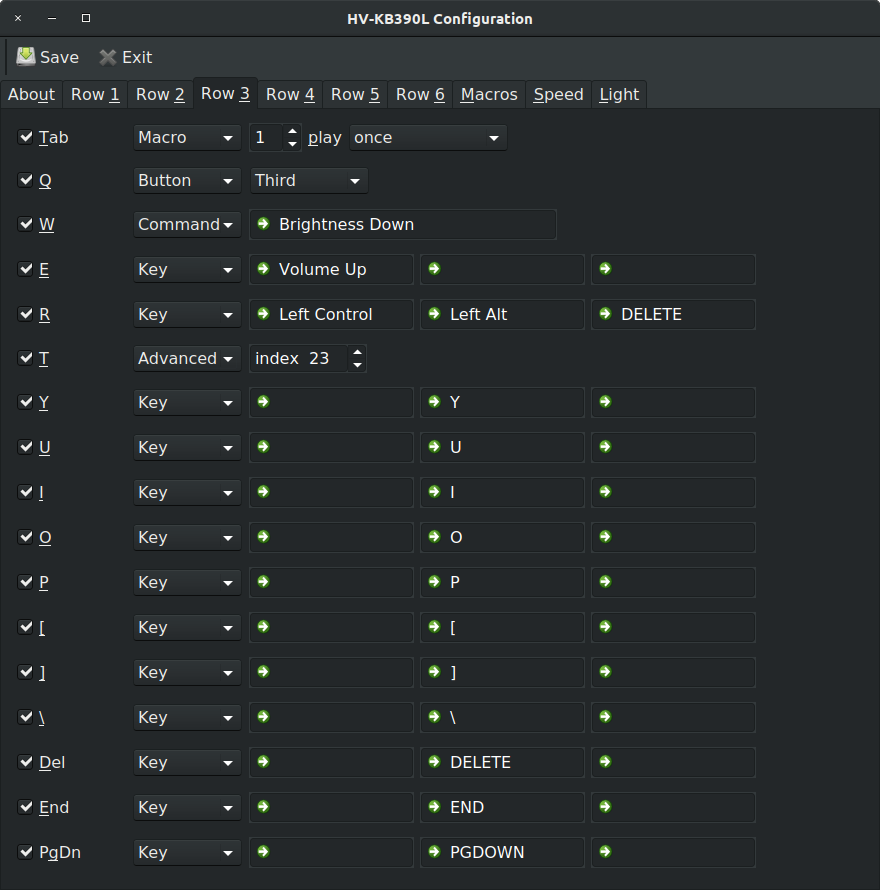 HV-KB390L Configuration
Save Exit
About Row 1 Row 2 Row 3 Row 4 Row 5 Row 6 Macros Speed Light
Tab Macro 1 play once
Q Button Third
W Command Brightness Down
E Key Volume Up
R Key Left Control Left Alt DELETE
T Advanced index 23
Y Key Y
U Key U
I Key I
O Key O
P Key P
[ Key [
] Key ]
\ Key \
Del Key DELETE
End Key END
PgDn Key PGDOWN